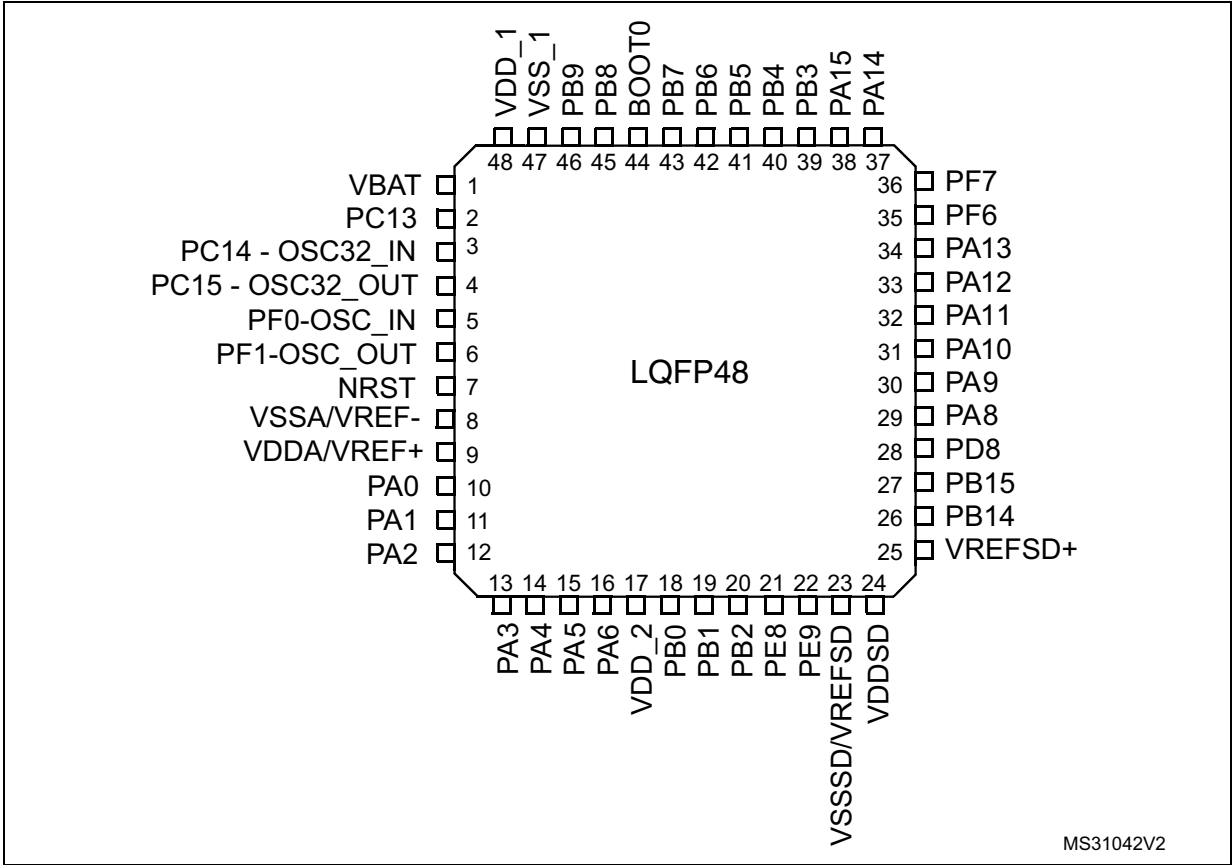 VDD_1
VSS_1
PB9
PB8
BOOT0
PB7
PB6
PB5
PB4
PB3
PA15
PA14
48 47 46 45 44 43 42 41 40 39 38 37
VBAT 1
PC13 2
PC14 - OSC32_IN 3
PC15 - OSC32_OUT 4
PF0-OSC_IN 5
PF1-OSC_OUT 6
NRST 7
VSSA/VREF- 8
VDDA/VREF+ 9
PA0 10
PA1 11
PA2 12
LQFP48
36 PF7
35 PF6
34 PA13
33 PA12
32 PA11
31 PA10
30 PA9
29 PA8
28 PD8
27 PB15
26 PB14
25 VREFSD+
13 14 15 16 17 18 19 20 21 22 23 24
PA3
PA4
PA5
PA6
VDD_2
PB0
PB1
PB2
PE8
PE9
VSSSD/VREFSD
VDDSD
MS31042V2